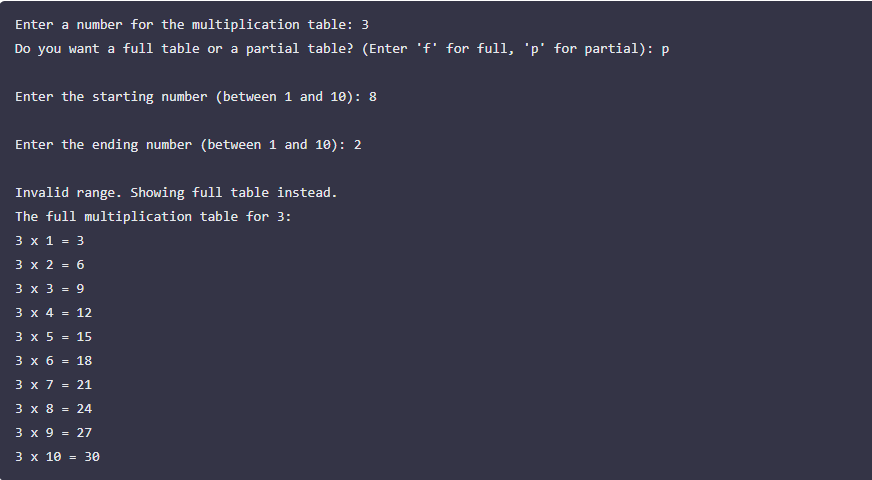 Enter a number for the multiplication table: 3
Do you want a full table or a partial table? (Enter 'f' for full, 'p' for partial): p
Enter the starting number (between 1 and 10): 8
Enter the ending number (between 1 and 10): 2
Invalid range. Showing full table instead.
The full multiplication table for 3:
3 x 1 = 3
3 x 2 = 6
3 x 3 = 9
3 x 4 = 12
3 x 5 = 15
3 x 6 = 18
3 x 7 = 21
3 x 8 = 24
3 x 9 = 27
3 x 10 = 30